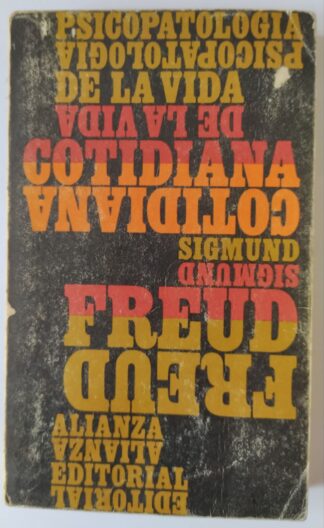 PSICOPATOLOGIA
PSICOPATOLOGIA
DE LA VIDA
DE LA VIDA
COTIDIANA
COTIDIANA
SIGMUND
SIGMUND
FREUD
FREUD
ALIANZA
ALIANZA
EDITORIAL
EDITORIAL